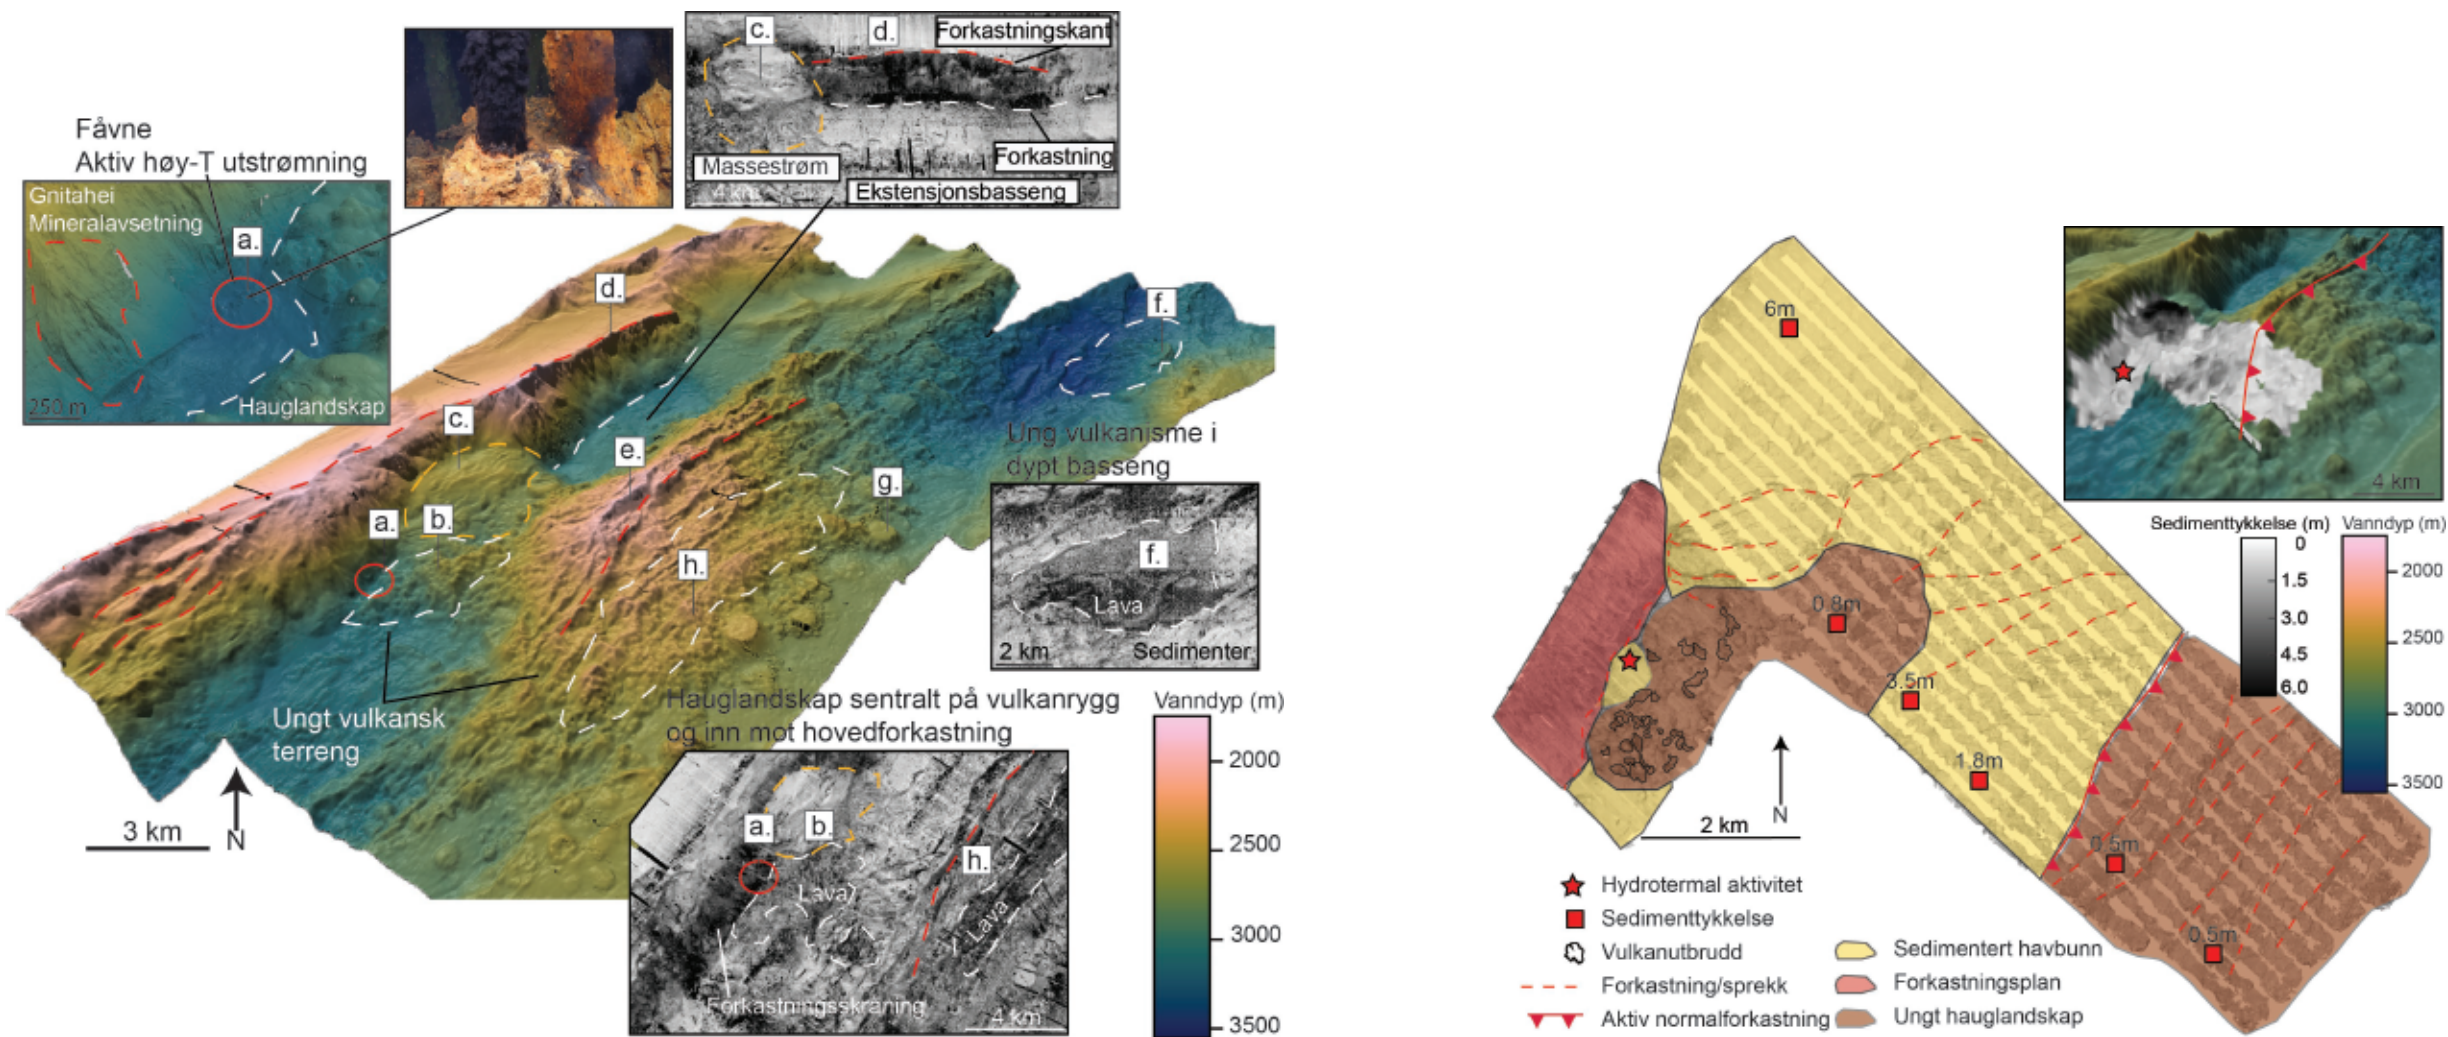 Fåvne
Aktiv høy-T utstrømning
Gnitahei
Mineralavsetning
a.
250 m
Hauglandskap
c.
d.
Forkastningskant
Massestrøm
4 km
Forkastning
Ekstensjonsbasseng
d.
f.
c.
e.
a.
b.
g.
h.
Ung vulkanisme i
dypt basseng
f.
Lava
2 km
Sedimenter
Ungt vulkansk
terreng
3 km
N
Hauglandskap sentralt på vulkanrygg
og inn mot hovedforkastning
a.
b.
h.
Lava
Lava
Forkastningsskråning
4 km
Vanndyp (m)
2000
2500
3000
3500
6m
0.8m
3.5m
1.8m
0.5m
0.5m
2 km
N
4 km
Sedimenttykkelse (m)
0
1.5
3.0
4.5
6.0
Vanndyp (m)
2000
2500
3000
3500
Hydrotermal aktivitet
Sedimenttykkelse
Vulkanutbrudd
Forkastning/sprekk
Aktiv normalforkastning
Sedimentert havbunn
Forkastningsplan
Ungt hauglandskap